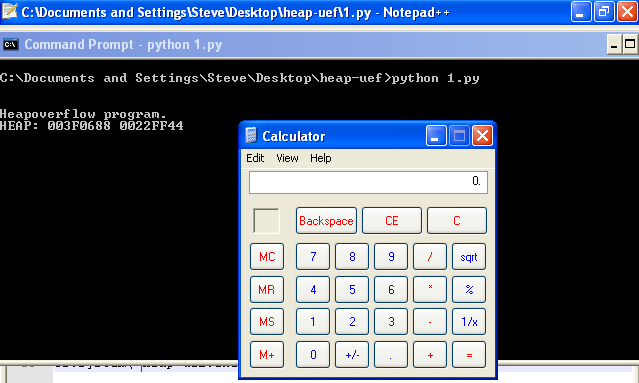 C:\Documents and Settings\Steve\Desktop\heap-uef\1.py - Notepad++
Command Prompt - python 1.py
C:\Documents and Settings\Steve\Desktop\heap-uef>python 1.py
Heapoverflow program.
HEAP: 003F0688 0022FF44
Calculator
Edit View Help
0.
Backspace CE C
MC 7 8 9 / sqrt
MR 4 5 6 * %
MS 1 2 3 - 1/x
M+ 0 +/- . + =